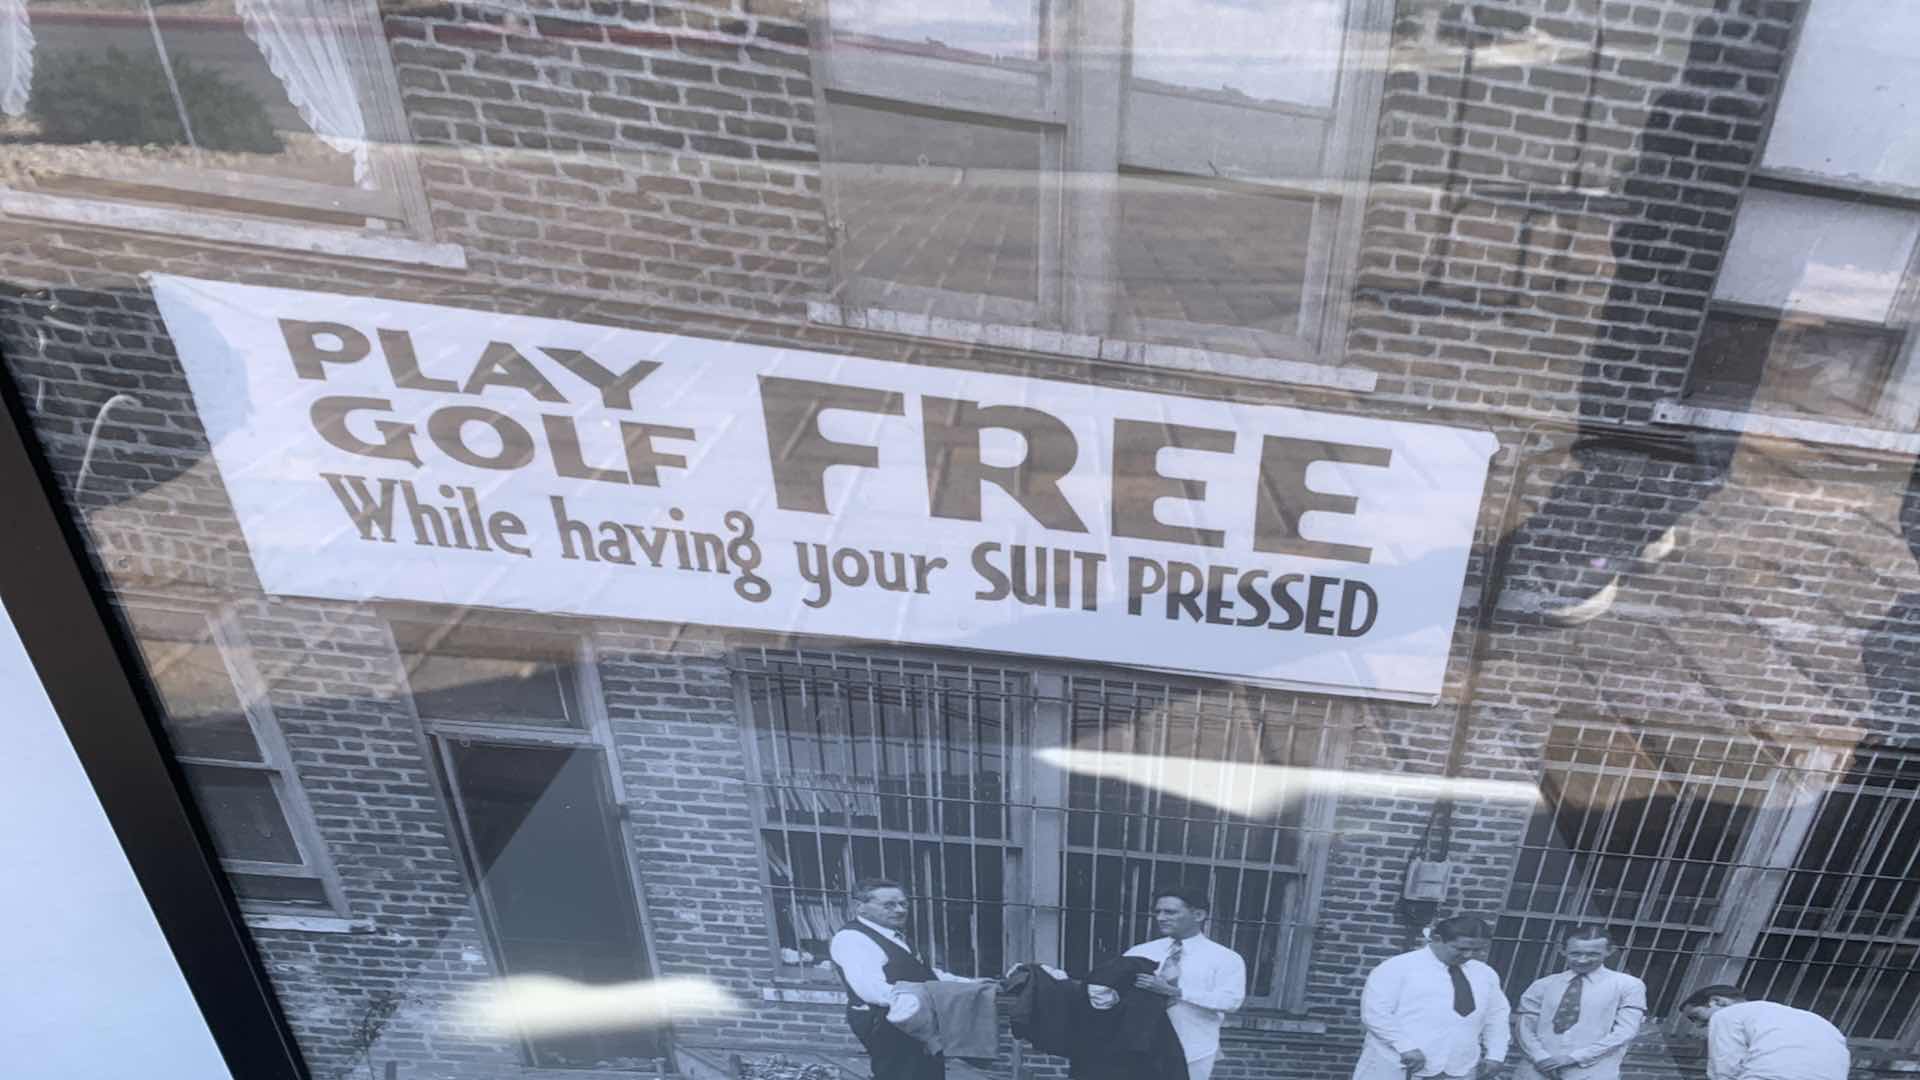 PLAY
GOLF FREE
While having your SUIT PRESSED